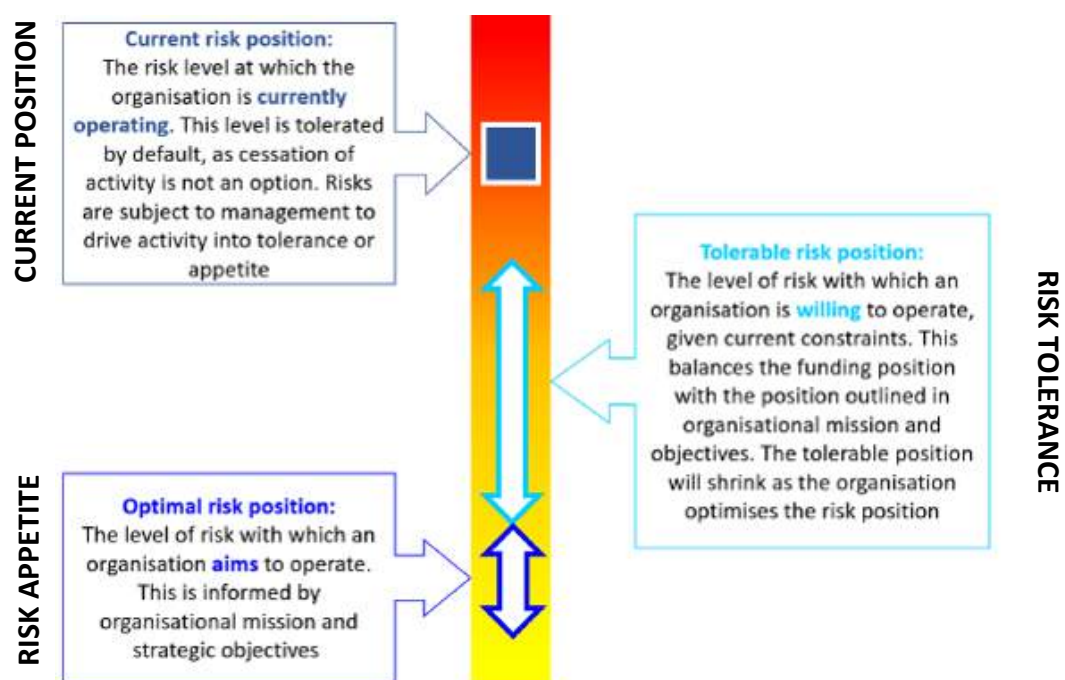 CURRENT POSITION
Current risk position:
The risk level at which the
organisation is currently
operating. This level is tolerated
by default, as cessation of
activity is not an option. Risks
are subject to management to
drive activity into tolerance or
appetite
Tolerable risk position:
The level of risk with which an
organisation is willing to operate,
given current constraints. This
balances the funding position
with the position outlined in
organisational mission and
objectives. The tolerable position
will shrink as the organisation
optimises the risk position
RISK TOLERANCE
RISK APPETITE
Optimal risk position:
The level of risk with which an
organisation aims to operate.
This is informed by
organisational mission and
strategic objectives